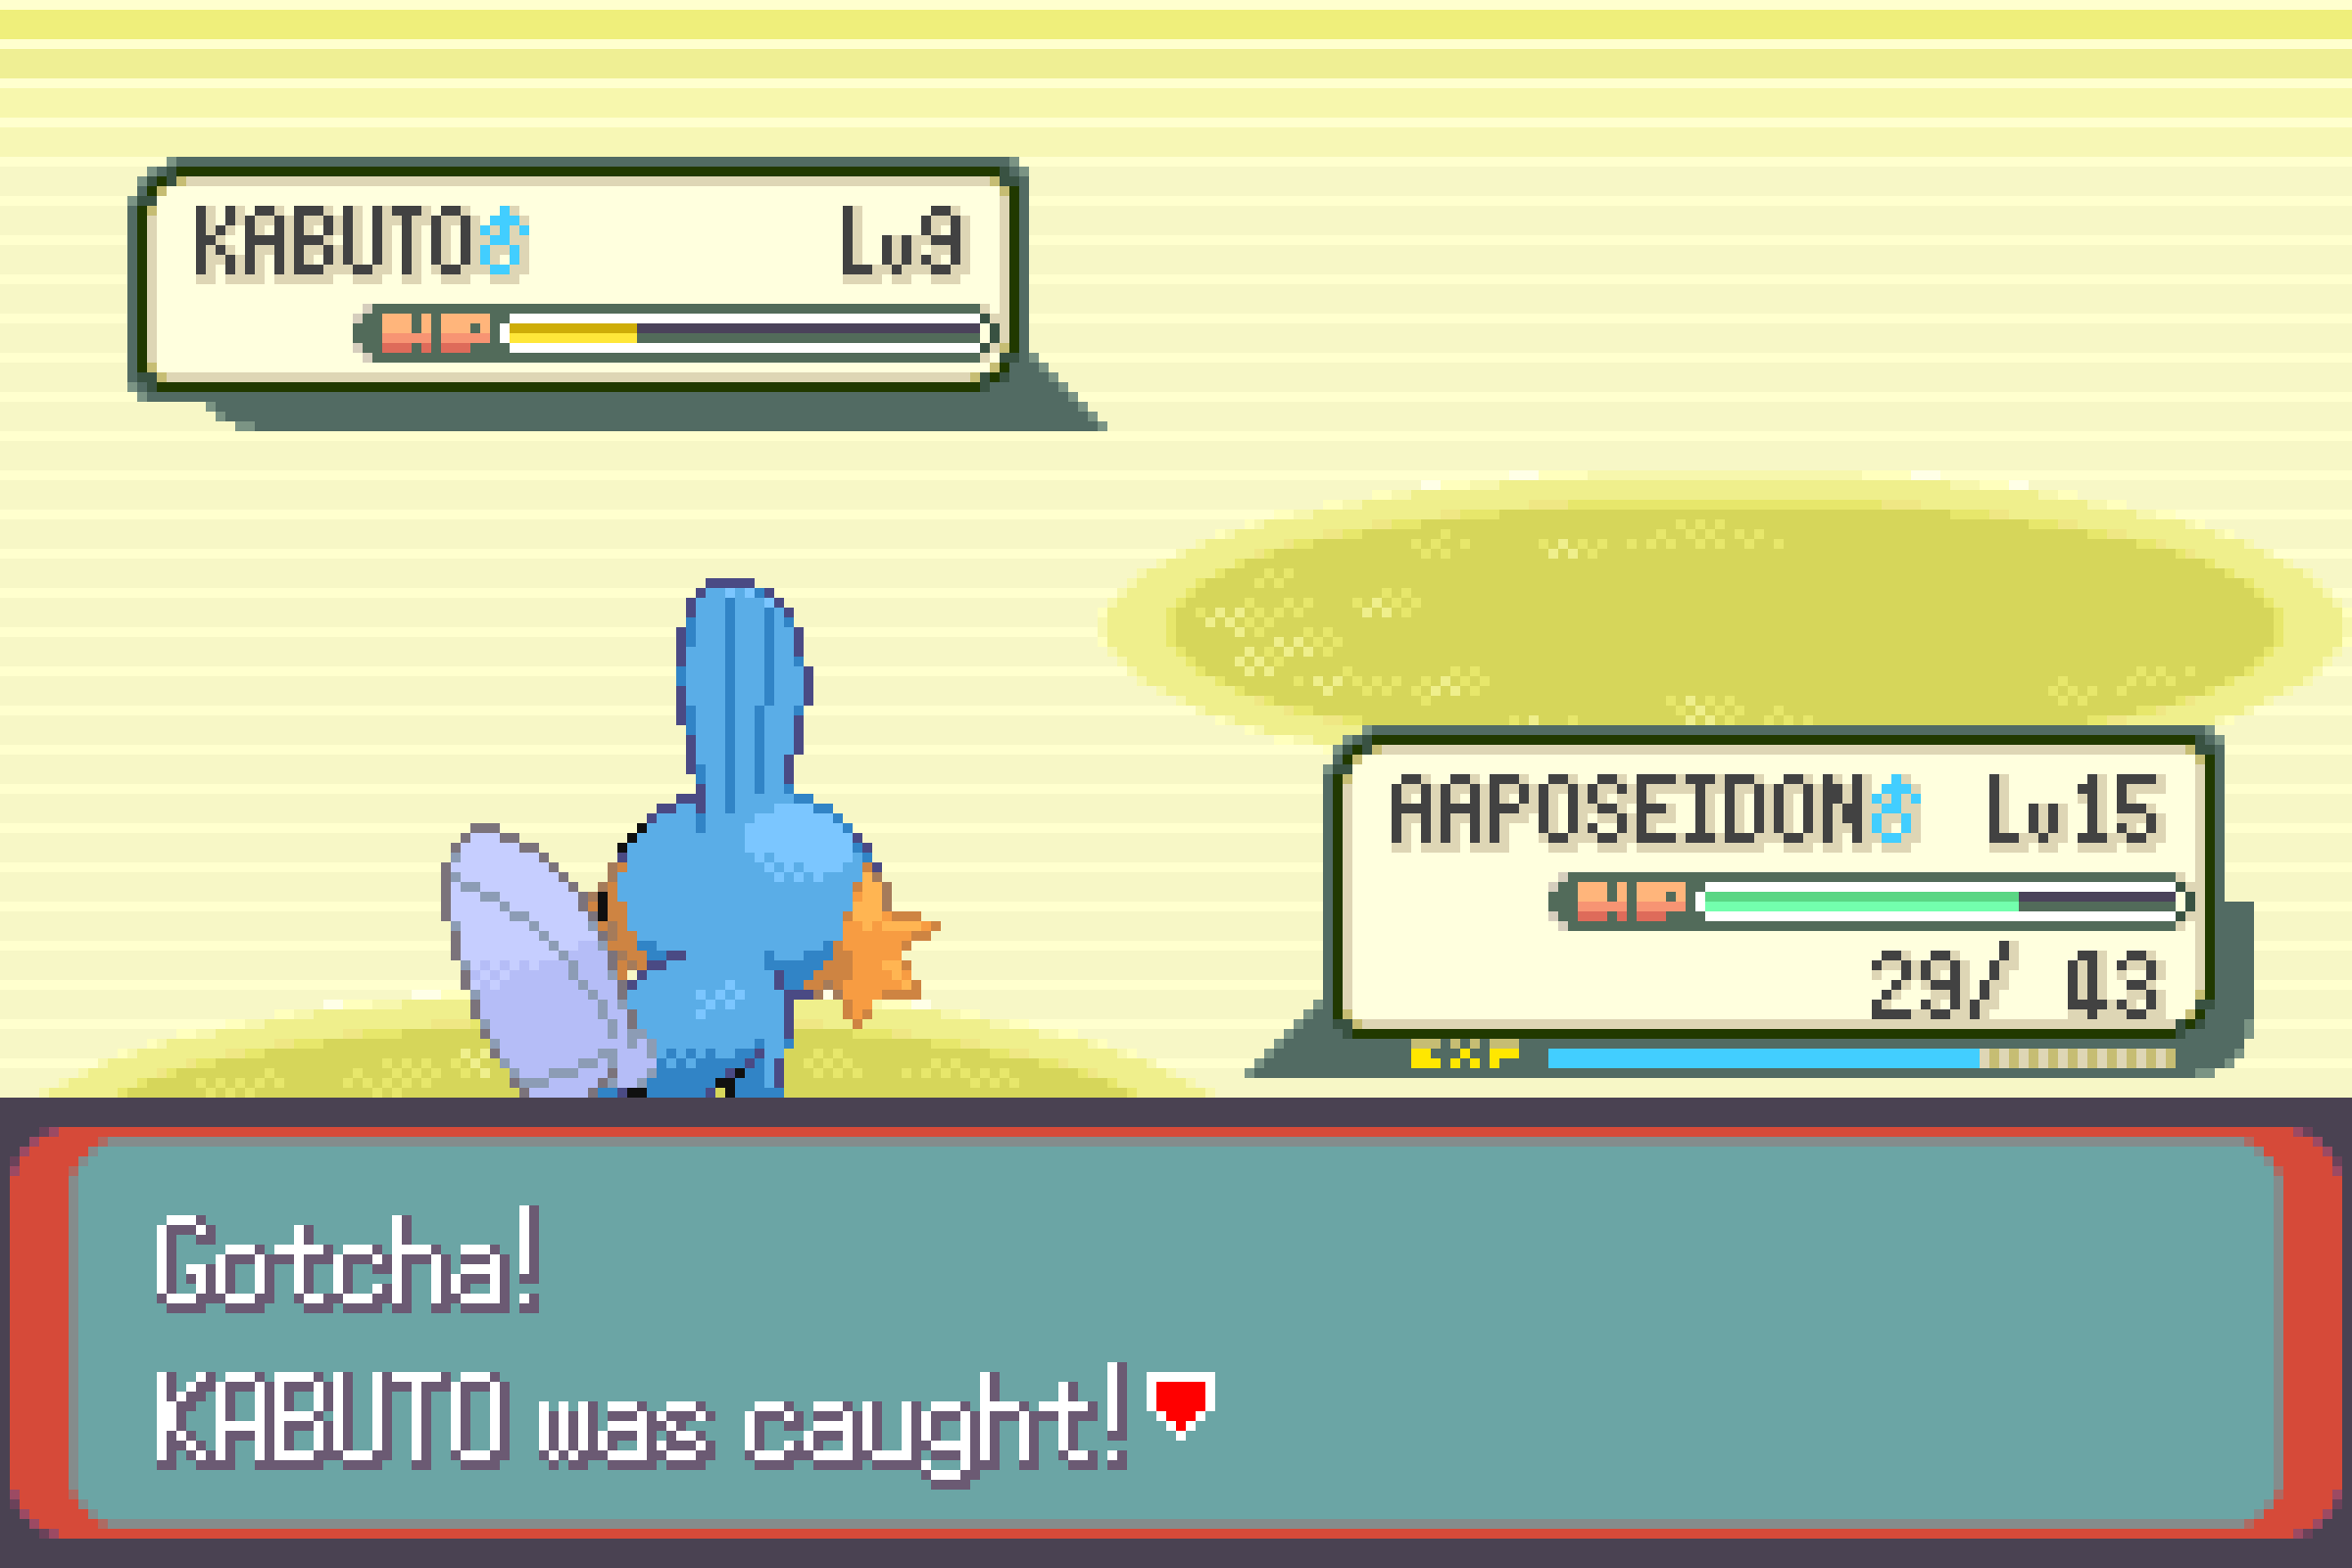 KABUTO♂ Lv9
HP
AAPOSEIDON♂ Lv15
HP
29/ 43
EXP
Gotcha!
KABUTO was caught!♥